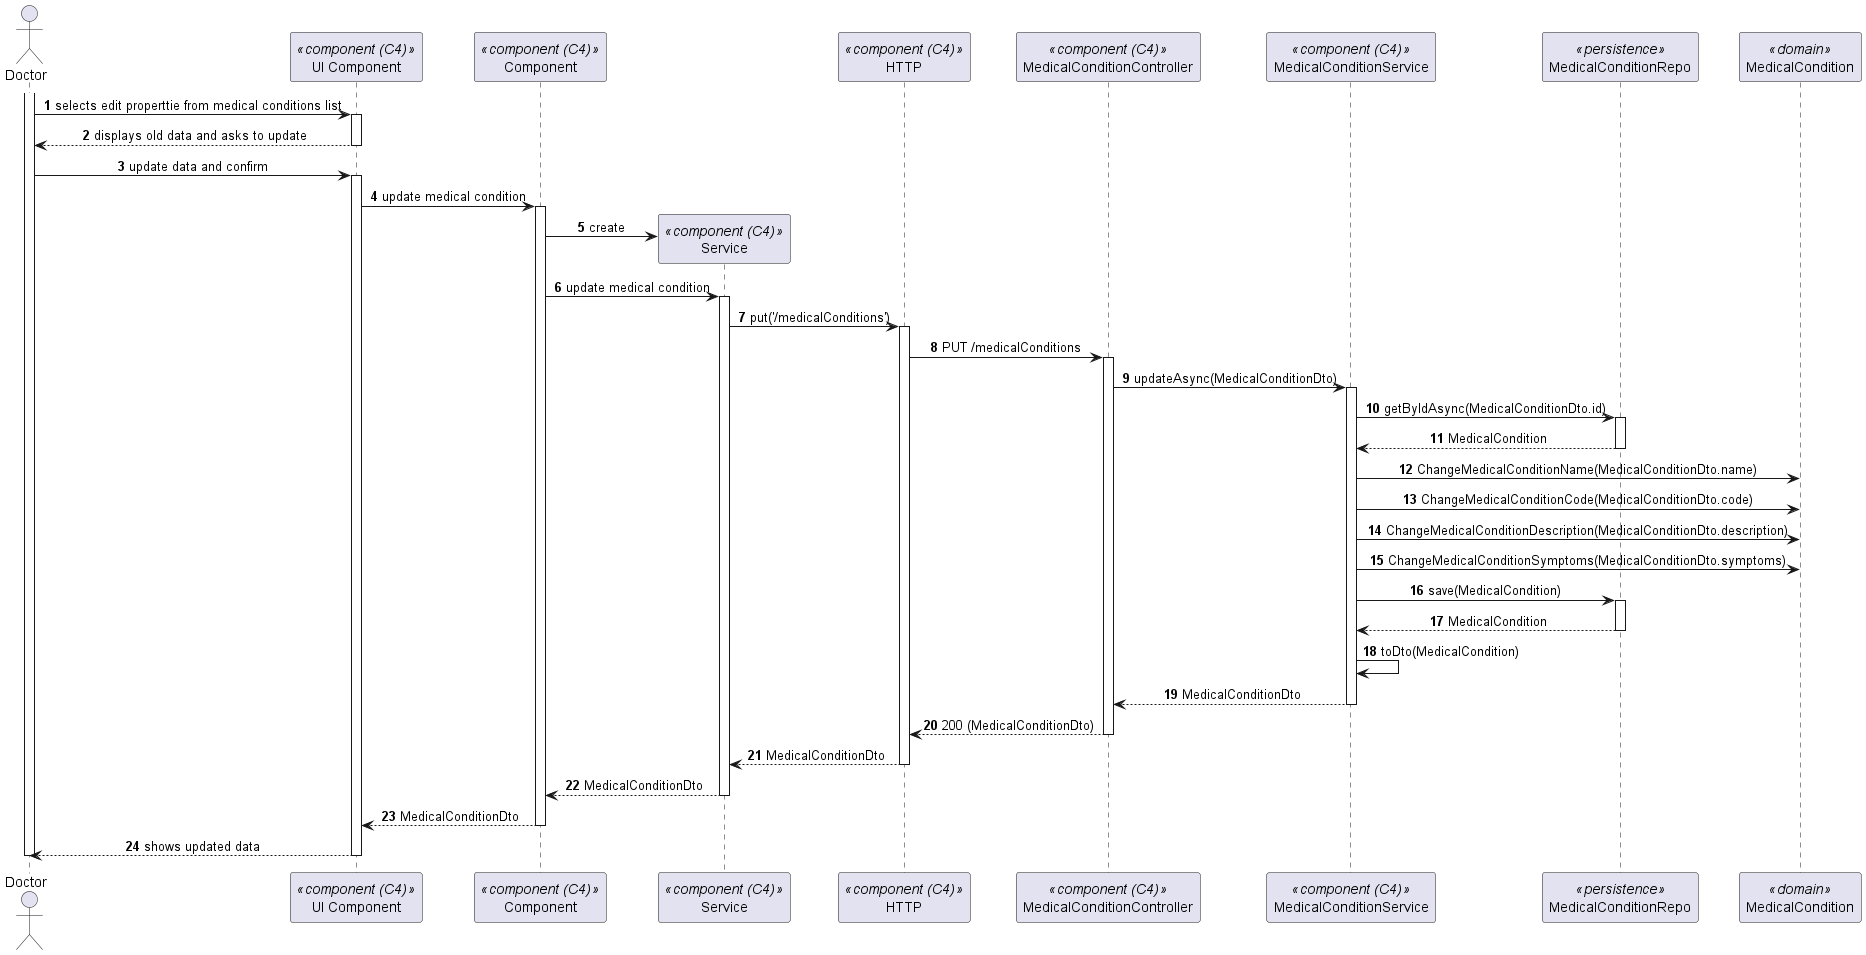 Doctor
«component (C4)»
UI Component
«component (C4)»
Component
«component (C4)»
HTTP
«component (C4)»
MedicalConditionController
«component (C4)»
MedicalConditionService
«persistence»
MedicalConditionRepo
«domain»
MedicalCondition
1 selects edit properttie from medical conditions list
2 displays old data and asks to update
3 update data and confirm
4 update medical condition
5 create
«component (C4)»
Service
6 update medical condition
7 put('/medicalConditions')
8 PUT /medicalConditions
9 updateAsync(MedicalConditionDto)
10 getByIdAsync(MedicalConditionDto.id)
11 MedicalCondition
12 ChangeMedicalConditionName(MedicalConditionDto.name)
13 ChangeMedicalConditionCode(MedicalConditionDto.code)
14 ChangeMedicalConditionDescription(MedicalConditionDto.description)
15 ChangeMedicalConditionSymptoms(MedicalConditionDto.symptoms)
16 save(MedicalCondition)
17 MedicalCondition
18 toDto(MedicalCondition)
19 MedicalConditionDto
20 200 (MedicalConditionDto)
21 MedicalConditionDto
22 MedicalConditionDto
23 MedicalConditionDto
24 shows updated data
Doctor
«component (C4)»
UI Component
«component (C4)»
Component
«component (C4)»
Service
«component (C4)»
HTTP
«component (C4)»
MedicalConditionController
«component (C4)»
MedicalConditionService
«persistence»
MedicalConditionRepo
«domain»
MedicalCondition